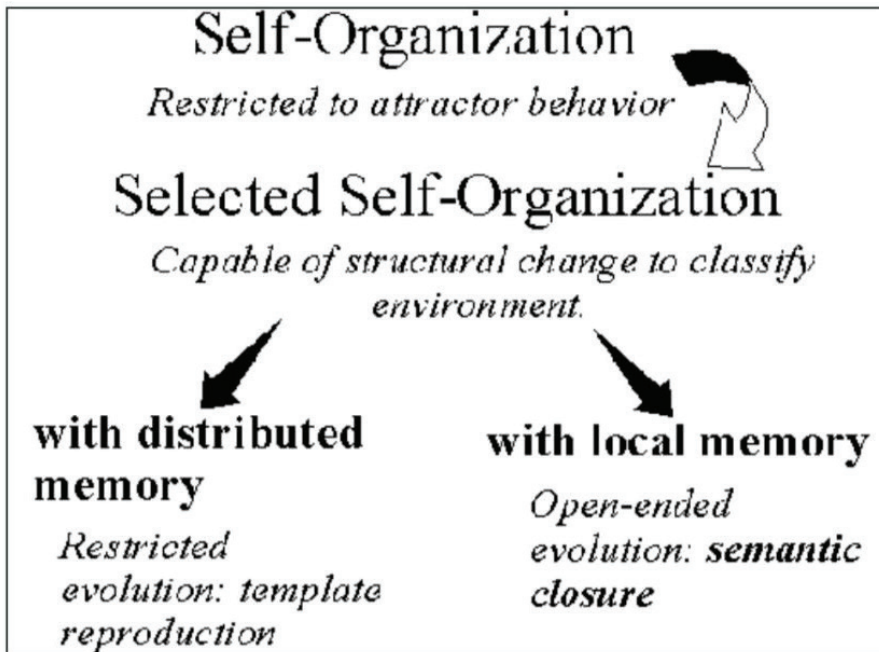 Self-Organization
Restricted to attractor behavior
Selected Self-Organization
Capable of structural change to classify
environment.
with distributed
memory
Restricted
evolution: template
reproduction
with local memory
Open-ended
evolution: semantic
closure